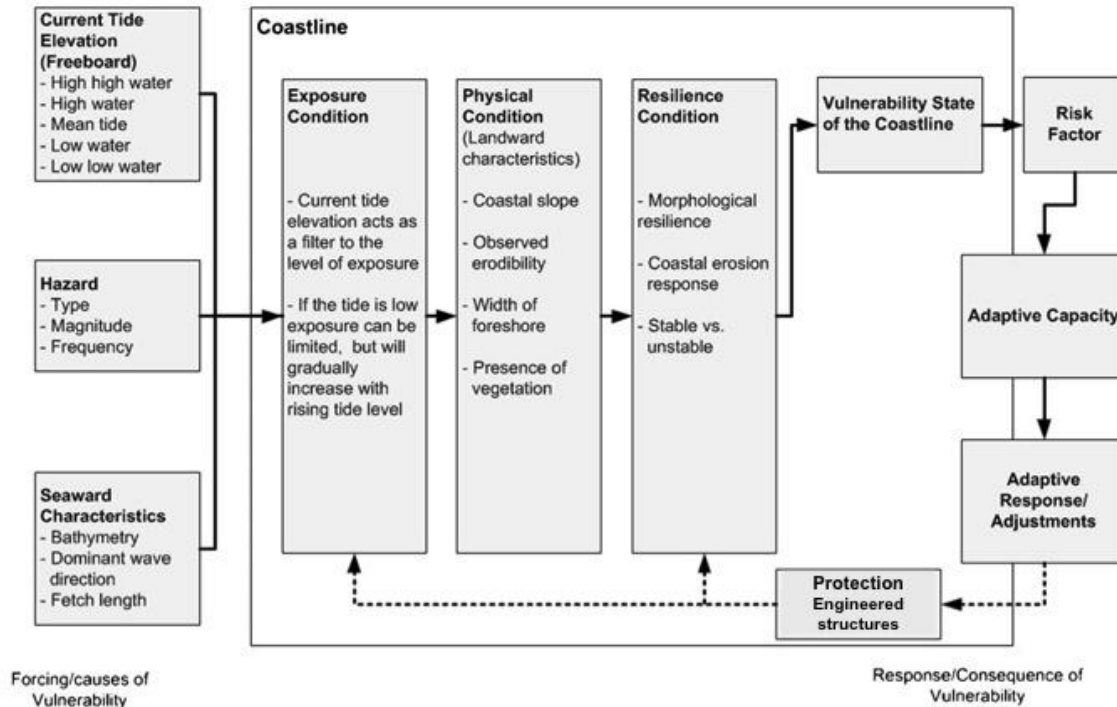 Current Tide
Elevation
(Freeboard)
- High high water
- High water
- Mean tide
- Low water
- Low low water
Hazard
- Type
- Magnitude
- Frequency
Seaward
Characteristics
- Bathymetry
- Dominant wave
direction
- Fetch length
Forcing/causes of
Vulnerability
Coastline
Exposure
Condition
- Current tide
elevation acts as
a filter to the
level of exposure
- If the tide is low
exposure can be
limited, but will
gradually
increase with
rising tide level
Physical
Condition
(Landward
characteristics)
- Coastal slope
- Observed
erodibility
- Width of
foreshore
- Presence of
vegetation
Resilience
Condition
- Morphological
resilience
- Coastal erosion
response
- Stable vs.
unstable
Vulnerability State
of the Coastline
Risk
Factor
Adaptive Capacity
Adaptive
Response/
Adjustments
Protection
Engineered
structures
Response/Consequence of
Vulnerability